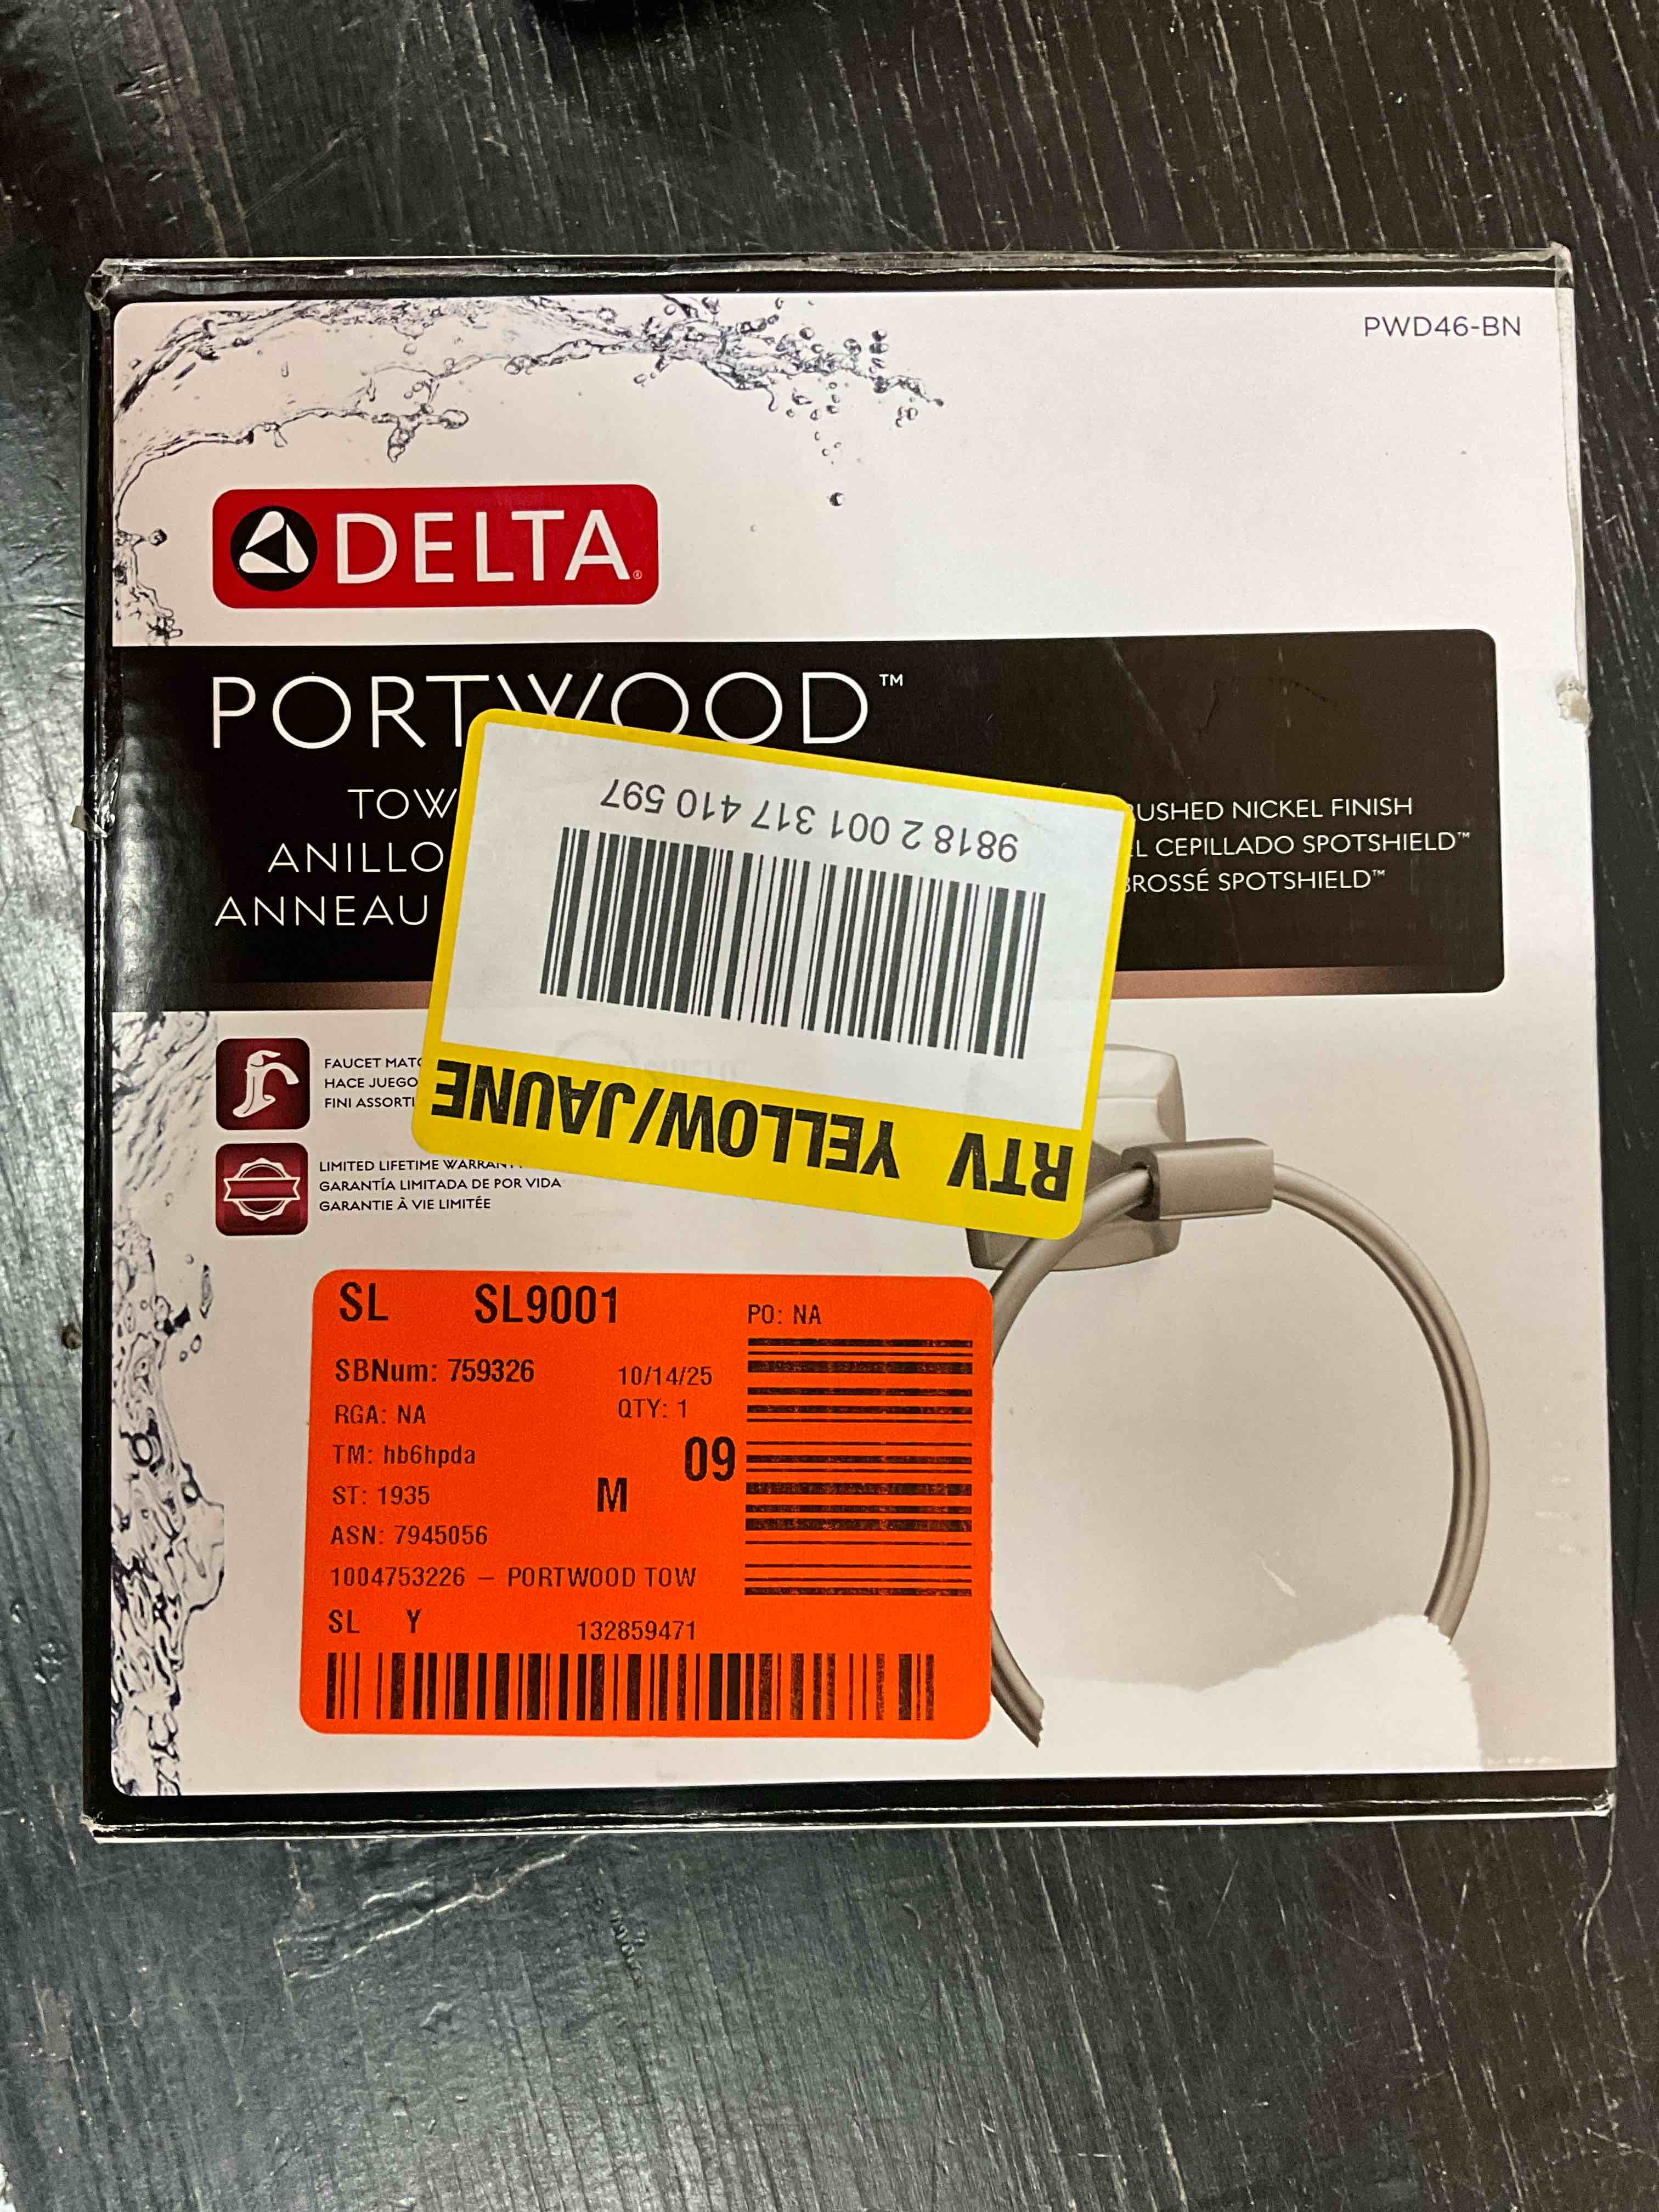 PWD46-BN
DELTA®
PORTWOOD™
TOW
ANILLO
ANNEAU
USHED NICKEL FINISH
L CEPILLADO SPOTSHIELD™
BROSSÉ SPOTSHIELD™
9818 2 001 317 410 597
RTV YELLOW/JAUNE
FAUCET MATC
HACE JUEGO
FINI ASSORTI
LIMITED LIFETIME WARRANT
GARANTÍA LIMITADA DE POR VIDA
GARANTIE À VIE LIMITÉE
SL SL9001 PO: NA
SBNum: 759326 10/14/25
RGA: NA QTY: 1
TM: hb6hpda 09
ST: 1935 M
ASN: 7945056
1004753226 – PORTWOOD TOW
SL Y 132859471